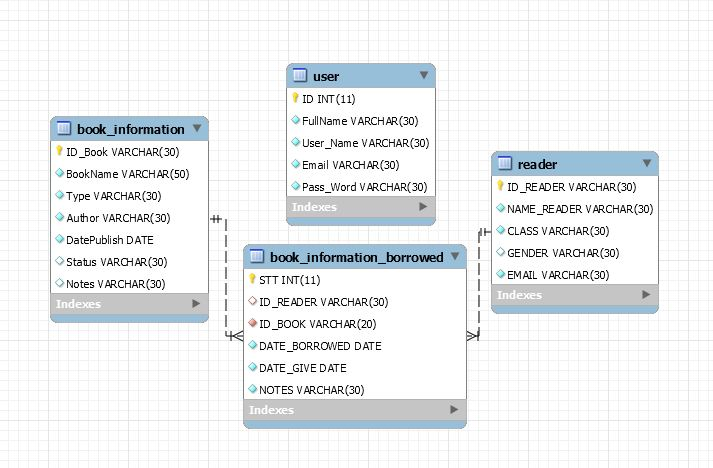 user
ID INT(11)
FullName VARCHAR(30)
User_Name VARCHAR(30)
Email VARCHAR(30)
Pass_Word VARCHAR(30)
Indexes
book_information
ID_Book VARCHAR(30)
BookName VARCHAR(50)
Type VARCHAR(30)
Author VARCHAR(30)
DatePublish DATE
Status VARCHAR(30)
Notes VARCHAR(30)
Indexes
reader
ID_READER VARCHAR(30)
NAME_READER VARCHAR(30)
CLASS VARCHAR(30)
GENDER VARCHAR(30)
EMAIL VARCHAR(30)
Indexes
book_information_borrowed
STT INT(11)
ID_READER VARCHAR(30)
ID_BOOK VARCHAR(20)
DATE_BORROWED DATE
DATE_GIVE DATE
NOTES VARCHAR(30)
Indexes